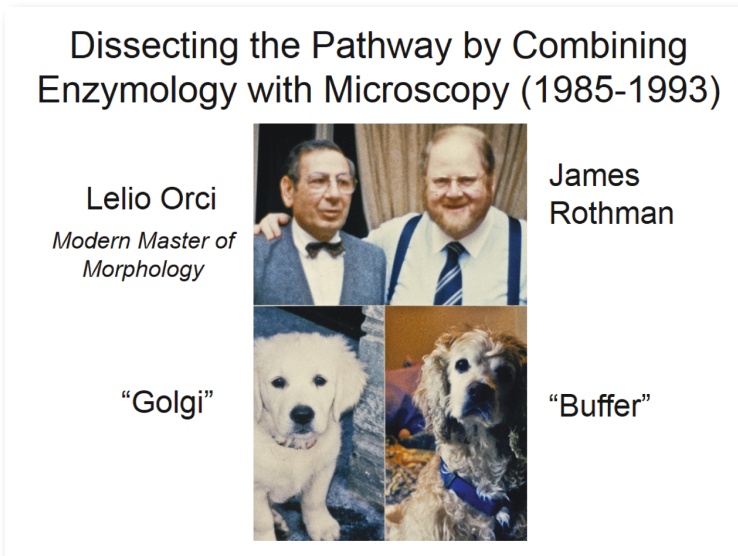 Dissecting the Pathway by Combining
Enzymology with Microscopy (1985-1993)
Lelio Orci
Modern Master of
Morphology
James
Rothman
“Golgi”
“Buffer”